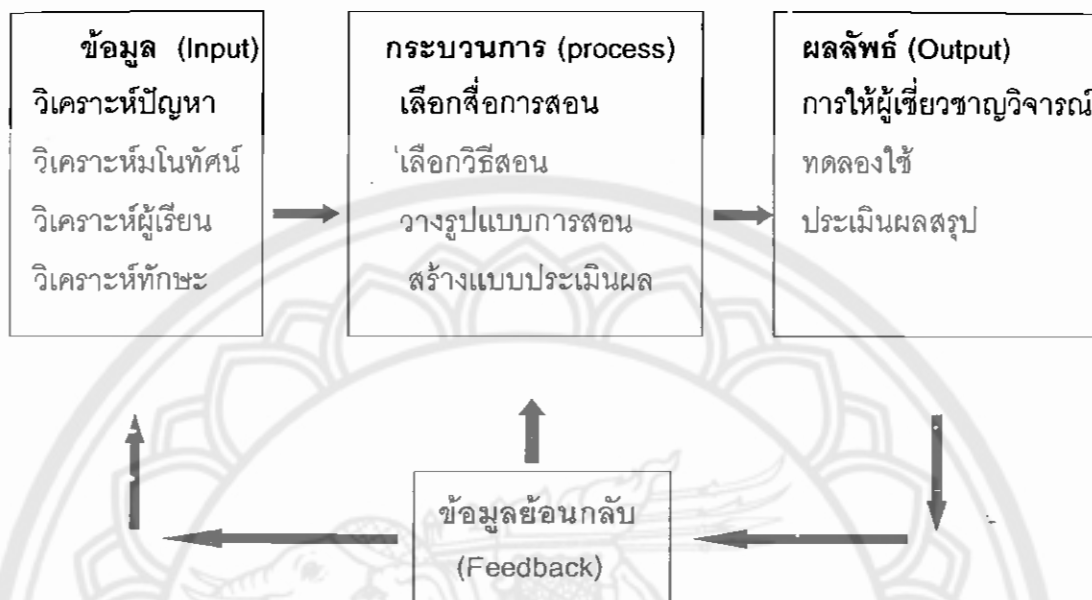 ข้อมูล (Input)
วิเคราะห์ปัญหา
วิเคราะห์มโนทัศน์
วิเคราะห์ผู้เรียน
วิเคราะห์ทักษะ
กระบวนการ (process)
เลือกสื่อการสอน
เลือกวิธีสอน
วางรูปแบบการสอน
สร้างแบบประเมินผล
ผลลัพธ์ (Output)
การให้ผู้เชี่ยวชาญวิจารณ์
ทดลองใช้
ประเมินผลสรุป
ข้อมูลย้อนกลับ
(Feedback)